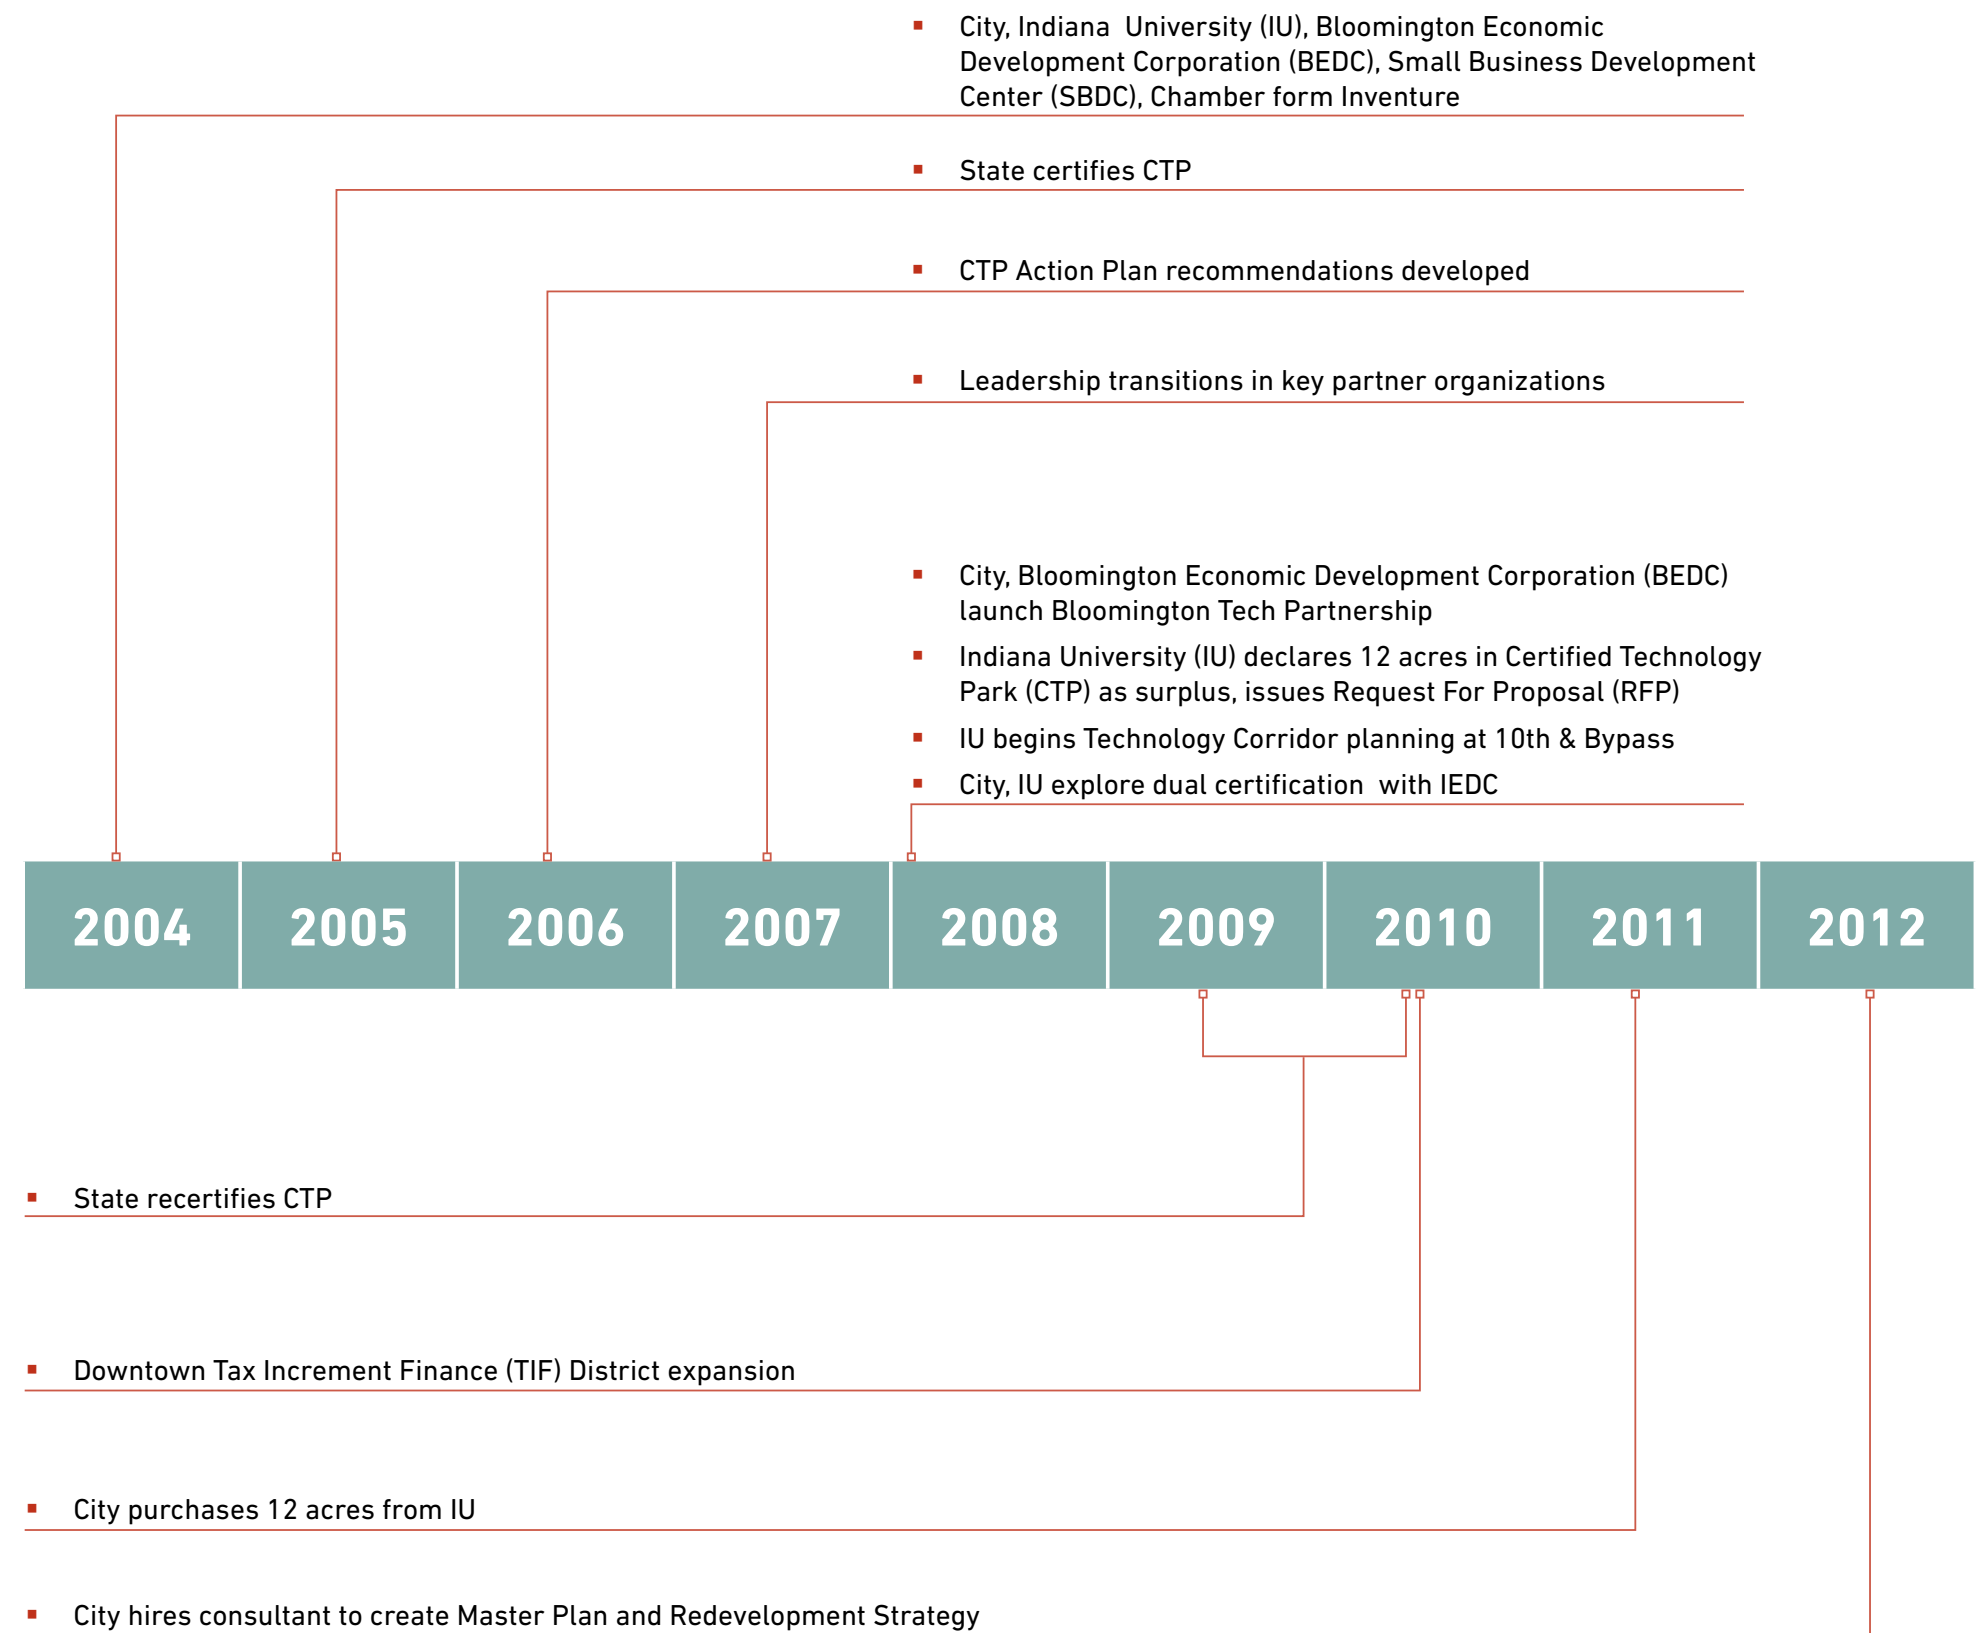 ▪ City, Indiana  University (IU), Bloomington Economic
Development Corporation (BEDC), Small Business Development
Center (SBDC), Chamber form Inventure
▪ State certifies CTP
▪ CTP Action Plan recommendations developed
▪ Leadership transitions in key partner organizations
▪ City, Bloomington Economic Development Corporation (BEDC)
launch Bloomington Tech Partnership
▪ Indiana University (IU) declares 12 acres in Certified Technology
Park (CTP) as surplus, issues Request For Proposal (RFP)
▪ IU begins Technology Corridor planning at 10th & Bypass
▪ City, IU explore dual certification  with IEDC
2004 2005 2006 2007 2008 2009 2010 2011 2012
▪ State recertifies CTP
▪ Downtown Tax Increment Finance (TIF) District expansion
▪ City purchases 12 acres from IU
▪ City hires consultant to create Master Plan and Redevelopment Strategy